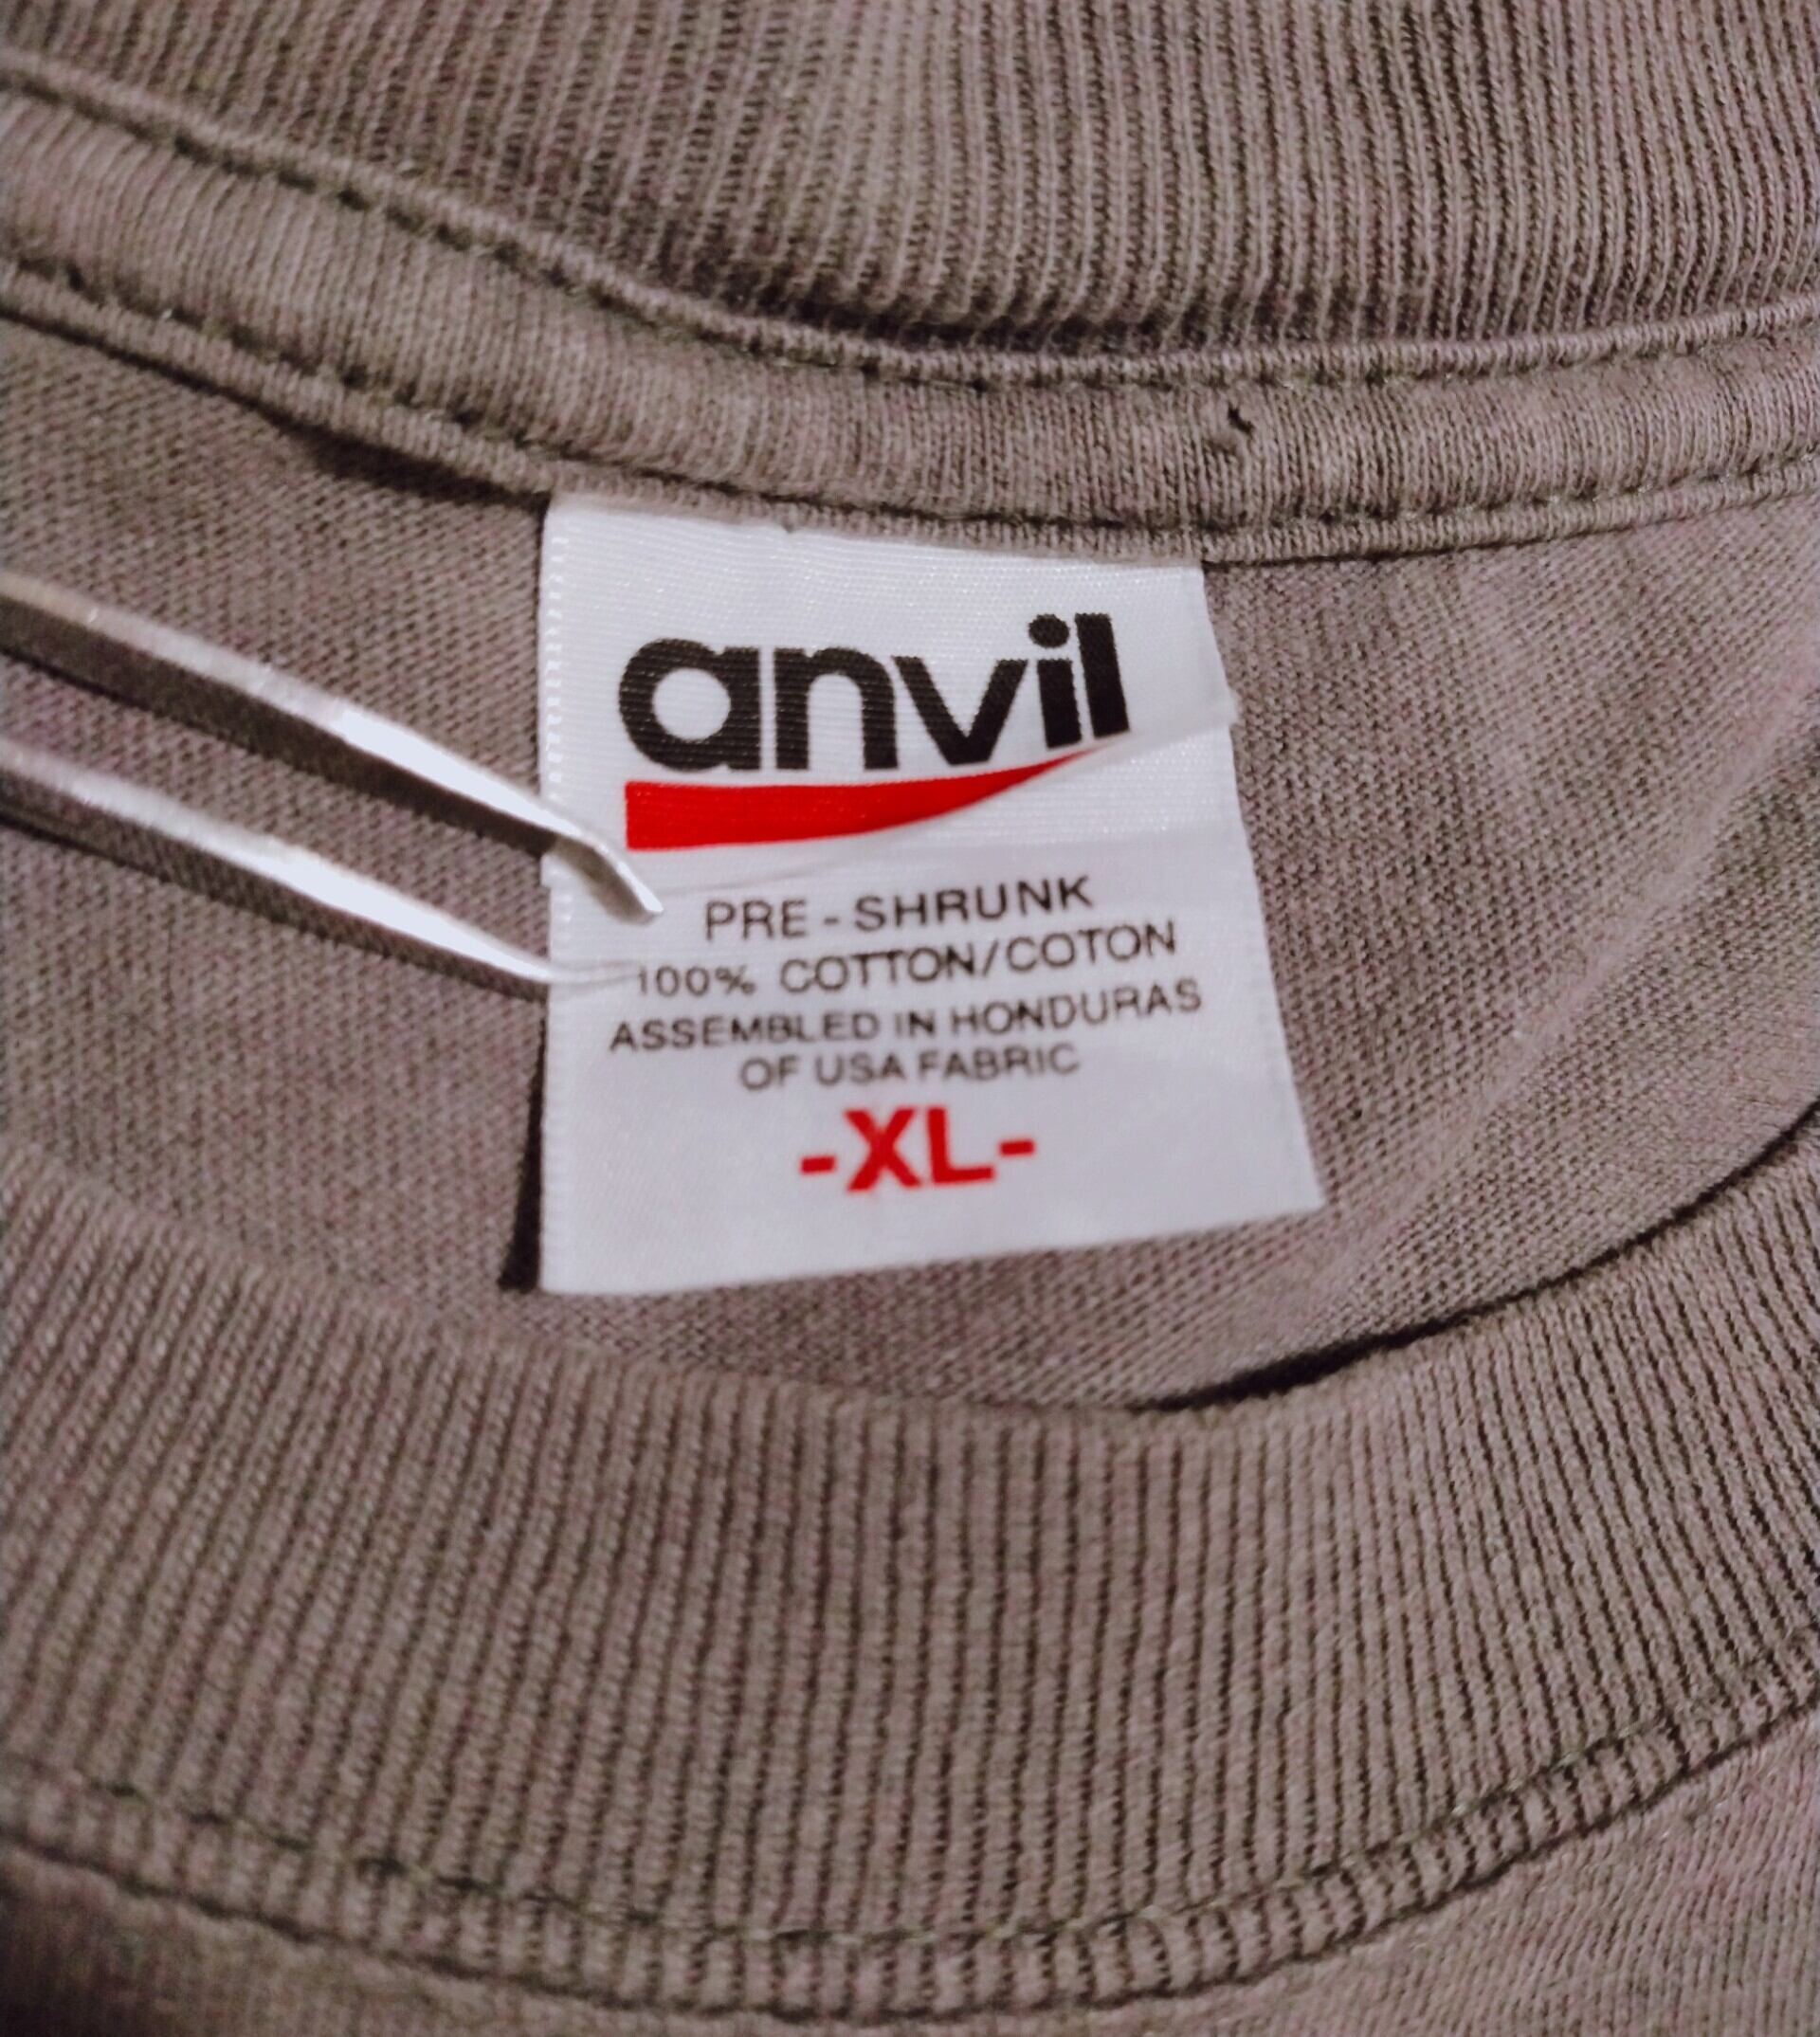 anvil
PRE-SHRUNK
100% COTTON/COTON
ASSEMBLED IN HONDURAS
OF USA FABRIC
-XL-